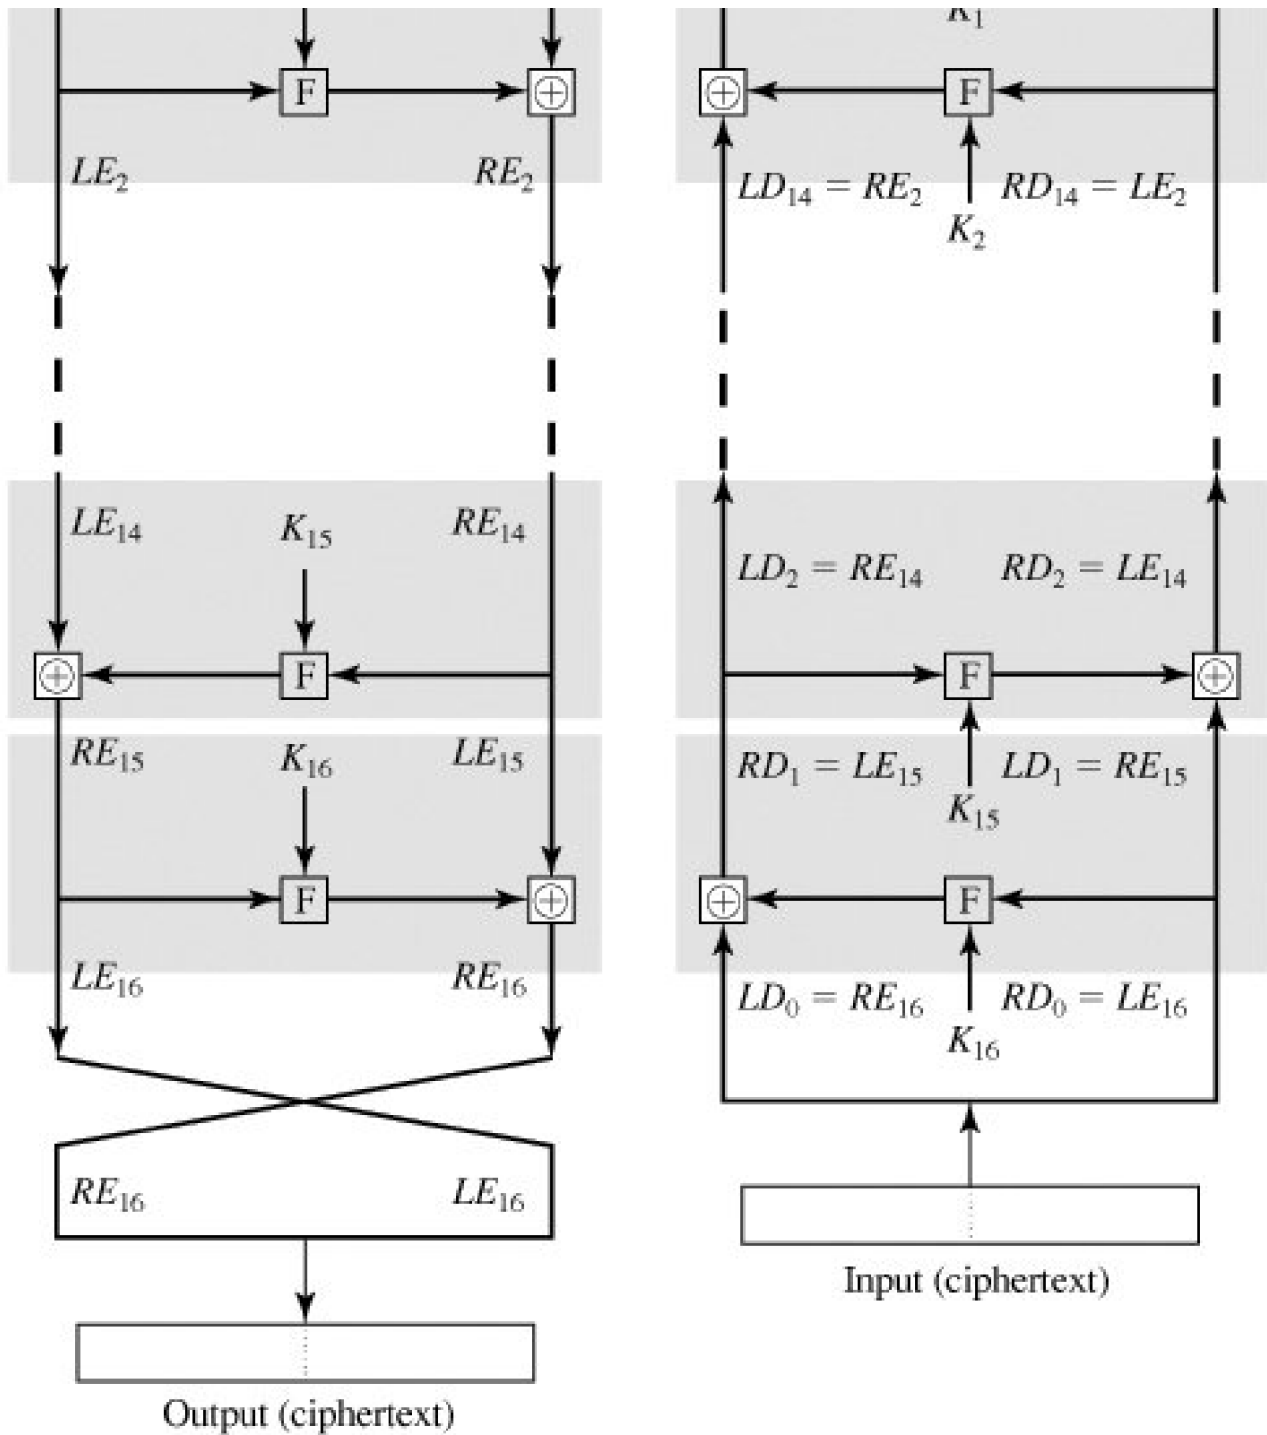 K₁
F ⊕
⊕ F
LE₂ RE₂
LD₁₄ = RE₂ RD₁₄ = LE₂
K₂
LE₁₄ K₁₅ RE₁₄
LD₂ = RE₁₄ RD₂ = LE₁₄
⊕ F
F ⊕
RE₁₅ K₁₆ LE₁₅
RD₁ = LE₁₅ LD₁ = RE₁₅
K₁₅
F ⊕
⊕ F
LE₁₆ RE₁₆
LD₀ = RE₁₆ RD₀ = LE₁₆
K₁₆
RE₁₆ LE₁₆
Input (ciphertext)
Output (ciphertext)